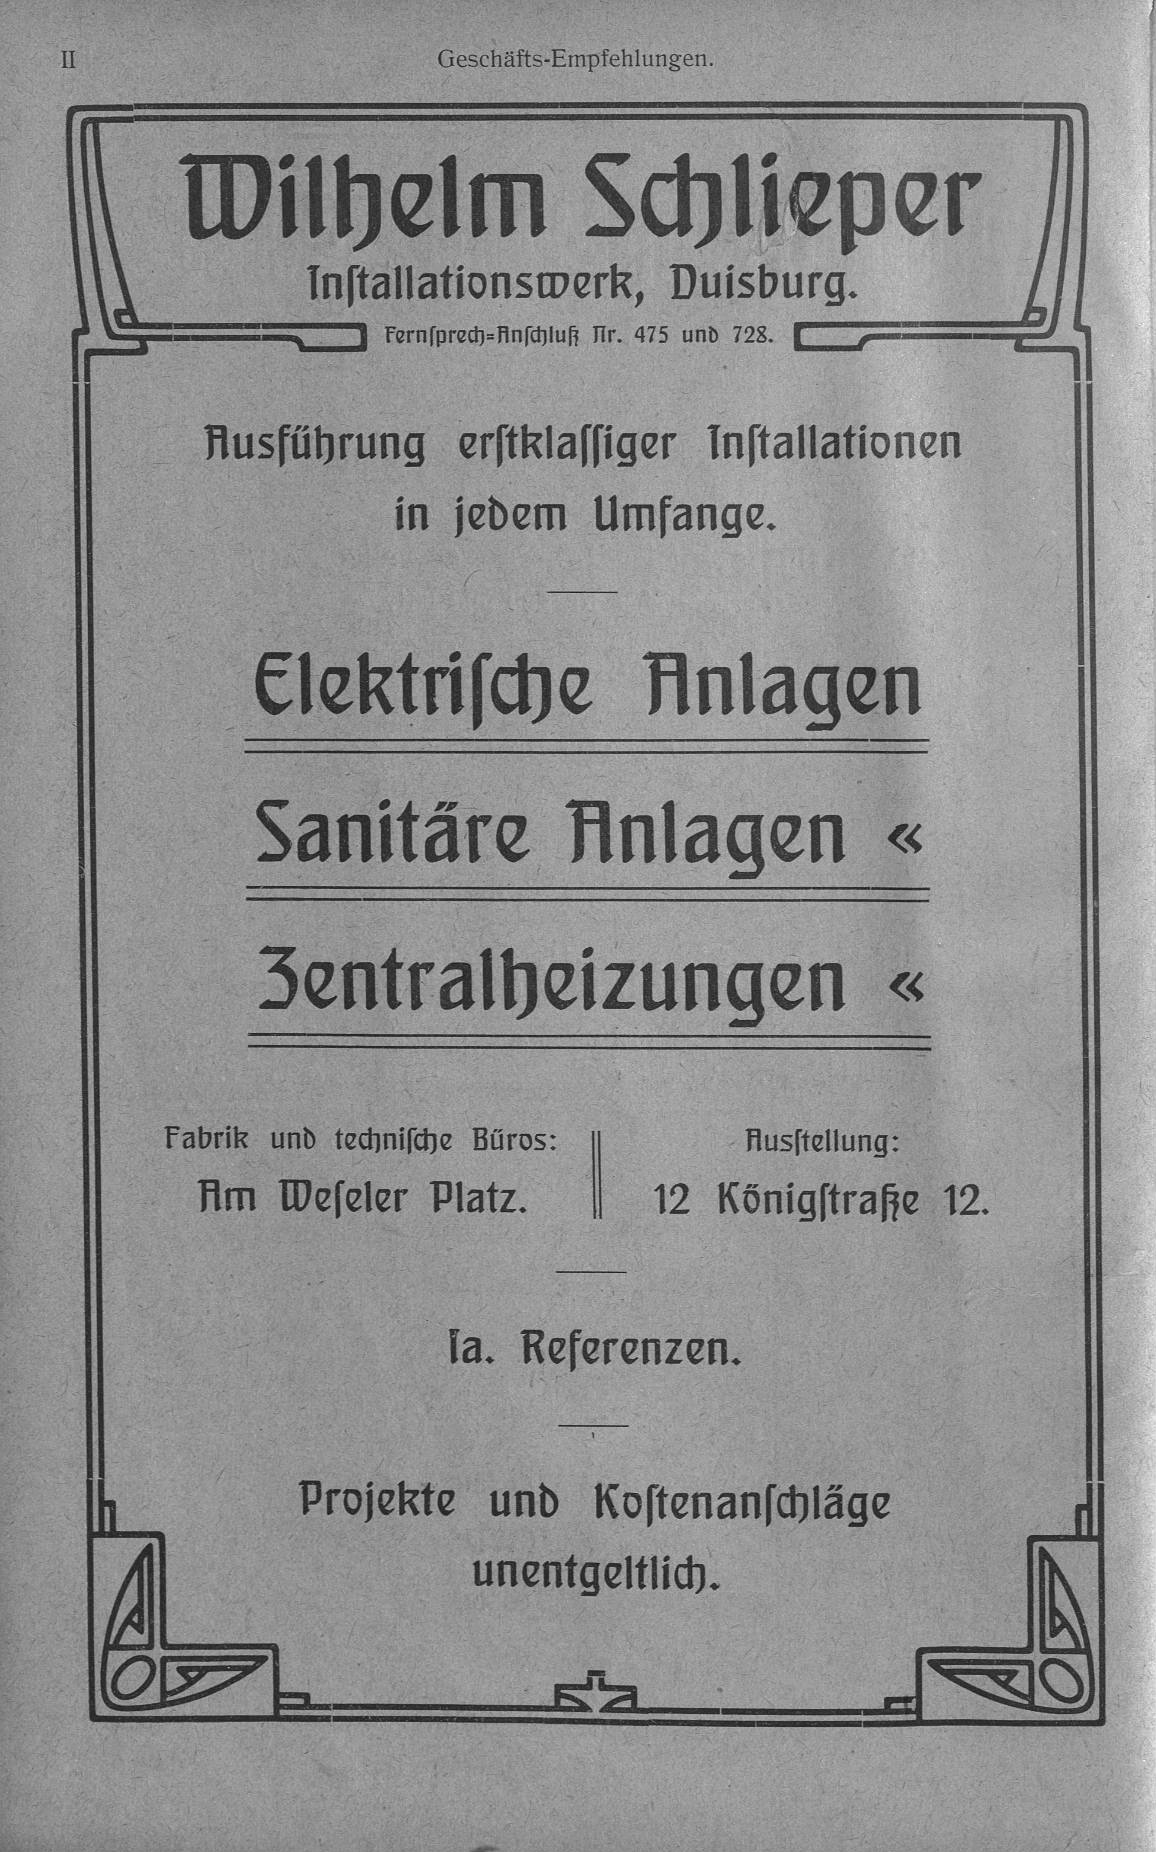 II
Geschäfts-Empfehlungen.
Wilhelm Schlieper
Inſtallationswerk, Duisburg.
Fernſprech=Anſchluß Nr. 475 und 728.
Ausführung erſtklaſſiger Inſtallationen
in jedem Umfange.
Elektriſche Anlagen
Sanitäre Anlagen «
Zentralheizungen «
Fabrik und techniſche Büros:
Am Weſeler Platz.
Ausſtellung:
12 Königſtraße 12.
Ia. Referenzen.
Projekte und Koſtenanſchläge
unentgeltlich.